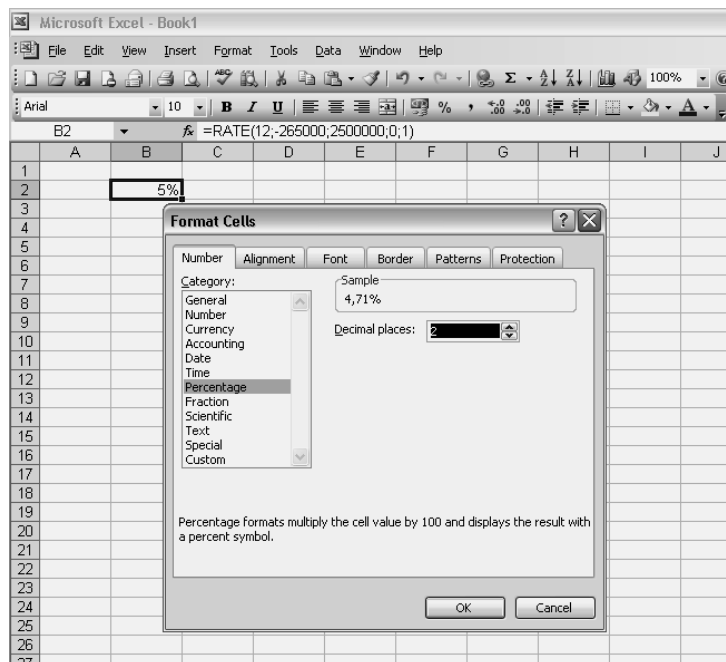 Microsoft Excel - Book1
File Edit View Insert Format Tools Data Window Help
100%
Arial 10 B I U % ,
B2 fx =RATE(12;-265000;2500000;0;1)
A B C D E F G H I J
1
2 5%
3
4
5
6
7
8
9
10
11
12
13
14
15
16
17
18
19
20
21
22
23
24
25
26
27
Format Cells
Number Alignment Font Border Patterns Protection
Category:
General
Number
Currency
Accounting
Date
Time
Percentage
Fraction
Scientific
Text
Special
Custom
Sample
4,71%
Decimal places: 2
Percentage formats multiply the cell value by 100 and displays the result with
a percent symbol.
OK Cancel